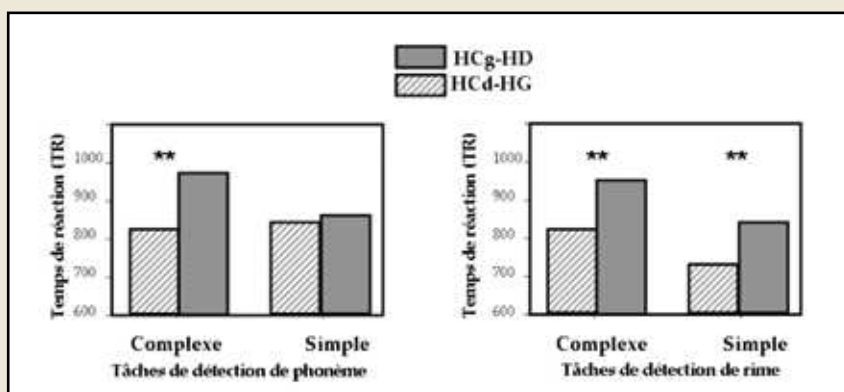 HCg-HD
HCd-HG
Temps de réaction (TR)
1000
900
800
700
600
**
Complexe Simple
Tâches de détection de phonème
Temps de réaction (TR)
1000
900
800
700
600
** **
Complexe Simple
Tâches de détection de rime